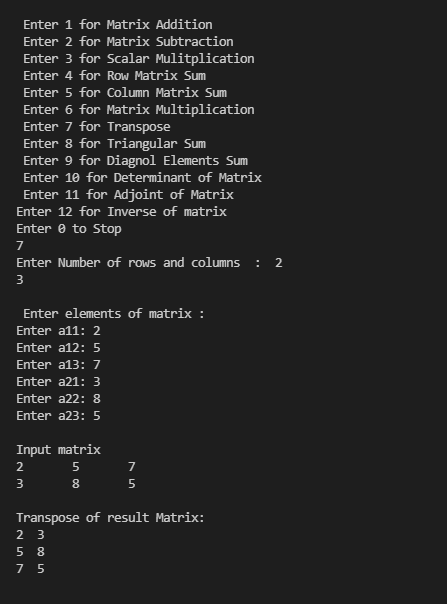 Enter 1 for Matrix Addition
Enter 2 for Matrix Subtraction
Enter 3 for Scalar Mulitplication
Enter 4 for Row Matrix Sum
Enter 5 for Column Matrix Sum
Enter 6 for Matrix Multiplication
Enter 7 for Transpose
Enter 8 for Triangular Sum
Enter 9 for Diagnol Elements Sum
Enter 10 for Determinant of Matrix
Enter 11 for Adjoint of Matrix
Enter 12 for Inverse of matrix
Enter 0 to Stop
7
Enter Number of rows and columns  :  2
3
Enter elements of matrix :
Enter a11: 2
Enter a12: 5
Enter a13: 7
Enter a21: 3
Enter a22: 8
Enter a23: 5
Input matrix
2       5       7
3       8       5
Transpose of result Matrix:
2  3
5  8
7  5